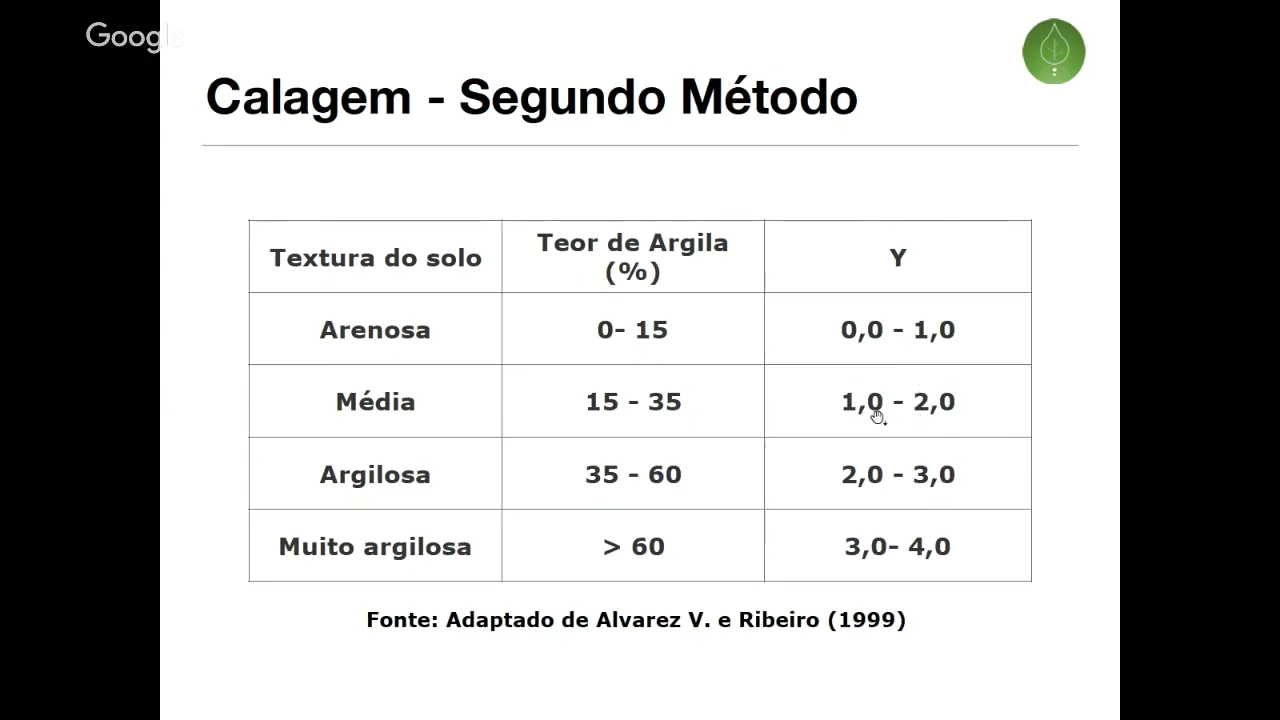 Google
Calagem - Segundo Método
Textura do solo
Teor de Argila
(%)
Y
Arenosa
0- 15
0,0 - 1,0
Média
15 - 35
1,0 - 2,0
Argilosa
35 - 60
2,0 - 3,0
Muito argilosa
> 60
3,0- 4,0
Fonte: Adaptado de Alvarez V. e Ribeiro (1999)